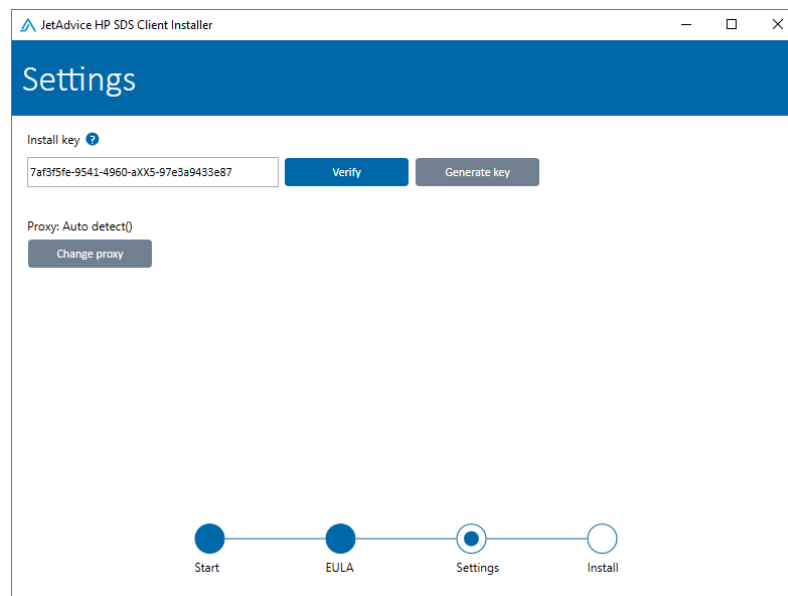 JetAdvice HP SDS Client Installer
Settings
Install key ?
7af3f5fe-9541-4960-aXX5-97e3a9433e87 Verify Generate key
Proxy: Auto detect()
Change proxy
Start EULA Settings Install